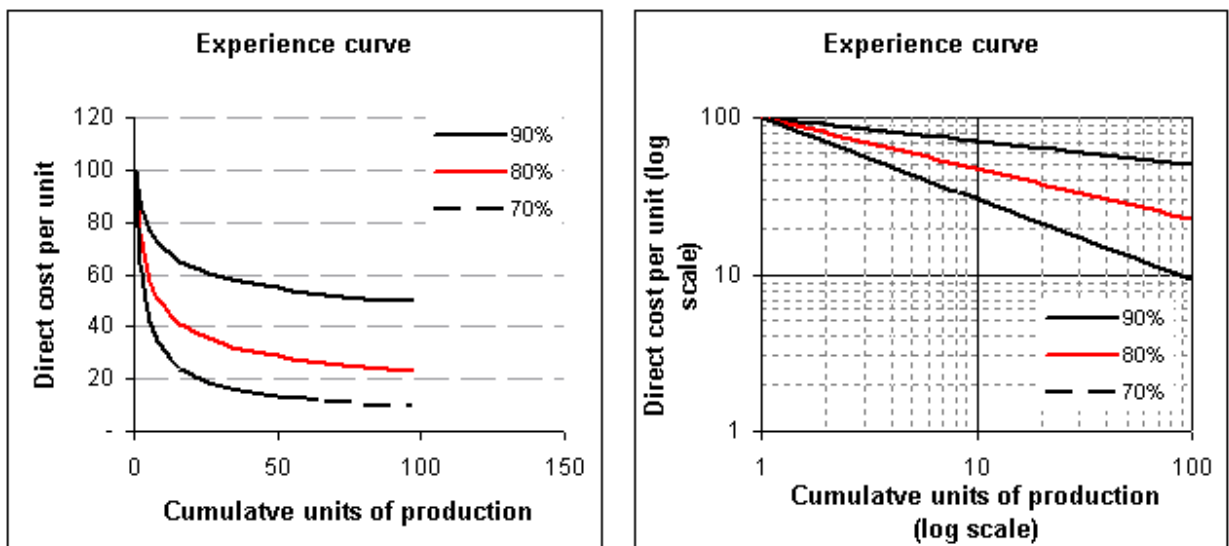 Experience curve
120
100
80
60
40
20
-
0
50
100
150
Direct cost per unit
Cumulatve units of production
90%
80%
70%
Experience curve
100
10
1
1
10
100
Direct cost per unit (log
scale)
Cumulatve units of production
(log scale)
90%
80%
70%